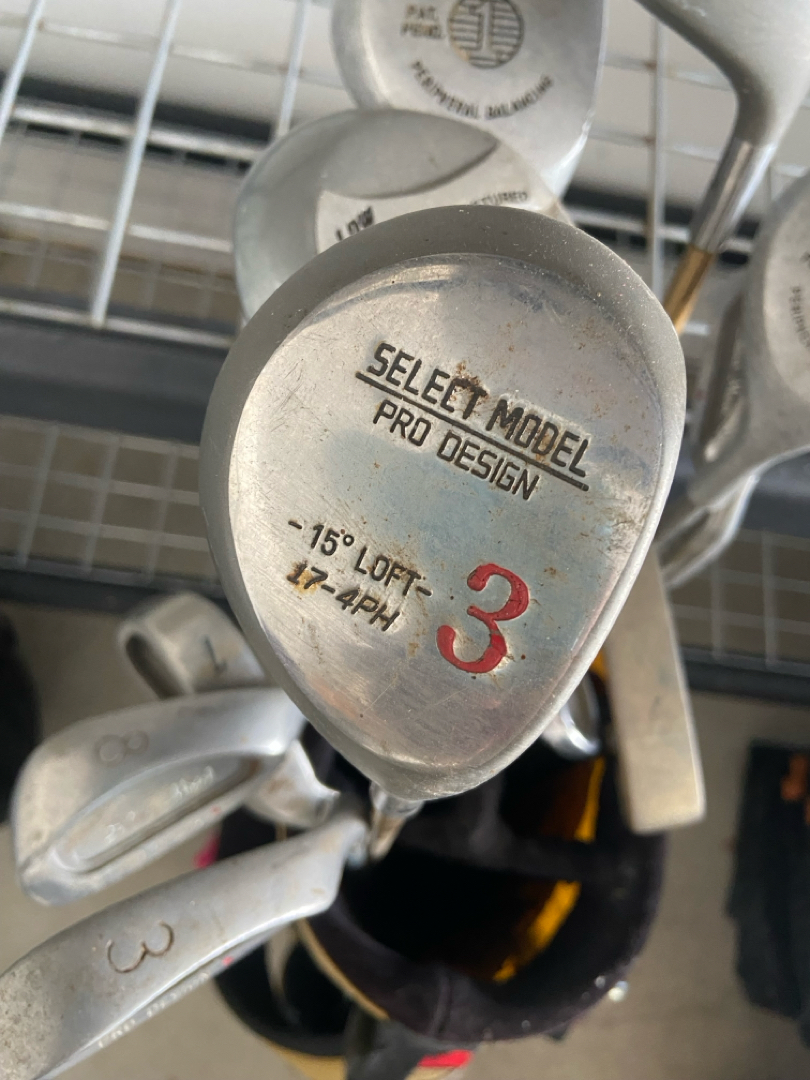 PAT.
PEND.
1
PERIPHERAL BALANCING
LOW
SELECT MODEL
PRO DESIGN
- 15° LOFT-
17-4PH
3
8
3